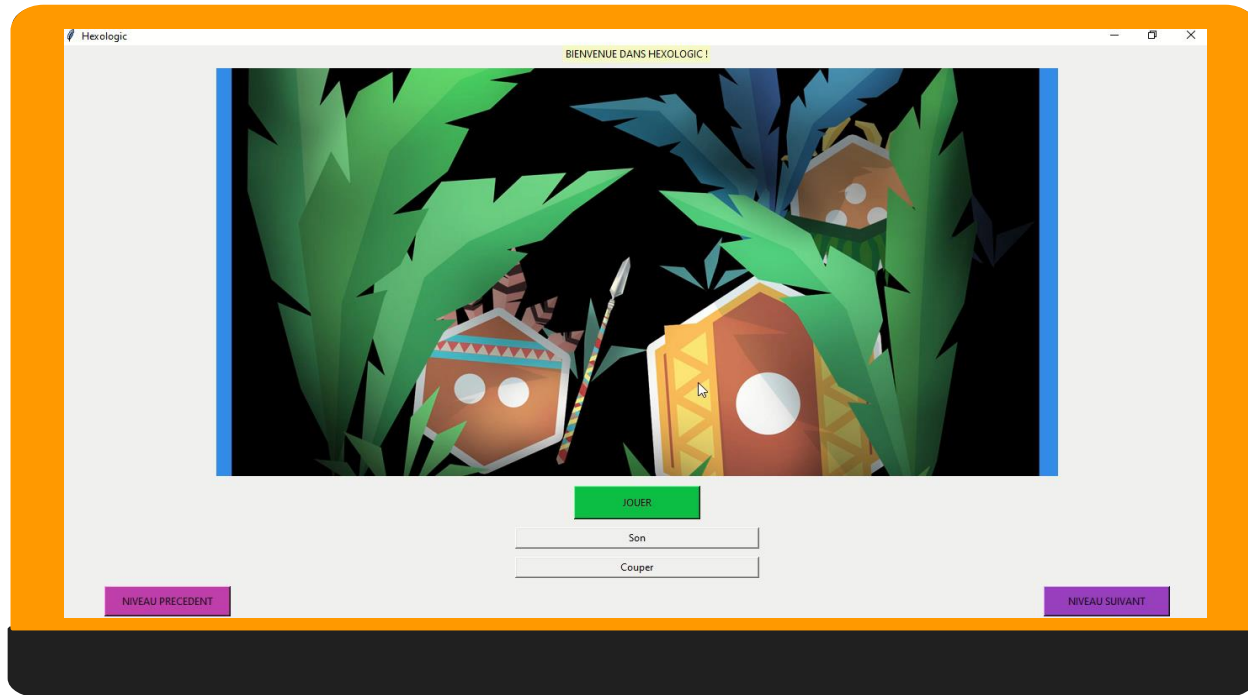 Hexologic
BIENVENUE DANS HEXOLOGIC !
JOUER
Son
Couper
NIVEAU PRECEDENT
NIVEAU SUIVANT